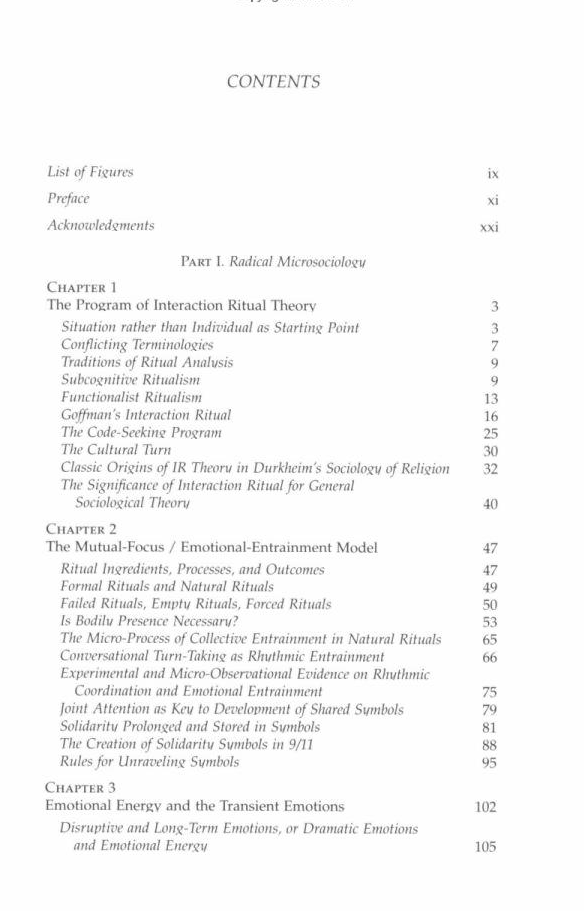 CONTENTS
List of Figures ix
Preface xi
Acknowledgments xxi
PART I. Radical Microsociology
CHAPTER 1
The Program of Interaction Ritual Theory 3
Situation rather than Individual as Starting Point 3
Conflicting Terminologies 7
Traditions of Ritual Analysis 9
Subcognitive Ritualism 9
Functionalist Ritualism 13
Goffman's Interaction Ritual 16
The Code-Seeking Program 25
The Cultural Turn 30
Classic Origins of IR Theory in Durkheim's Sociology of Religion 32
The Significance of Interaction Ritual for General
Sociological Theory 40
CHAPTER 2
The Mutual-Focus / Emotional-Entrainment Model 47
Ritual Ingredients, Processes, and Outcomes 47
Formal Rituals and Natural Rituals 49
Failed Rituals, Empty Rituals, Forced Rituals 50
Is Bodily Presence Necessary? 53
The Micro-Process of Collective Entrainment in Natural Rituals 65
Conversational Turn-Taking as Rhythmic Entrainment 66
Experimental and Micro-Observational Evidence on Rhythmic
Coordination and Emotional Entrainment 75
Joint Attention as Key to Development of Shared Symbols 79
Solidarity Prolonged and Stored in Symbols 81
The Creation of Solidarity Symbols in 9/11 88
Rules for Unraveling Symbols 95
CHAPTER 3
Emotional Energy and the Transient Emotions 102
Disruptive and Long-Term Emotions, or Dramatic Emotions
and Emotional Energy 105